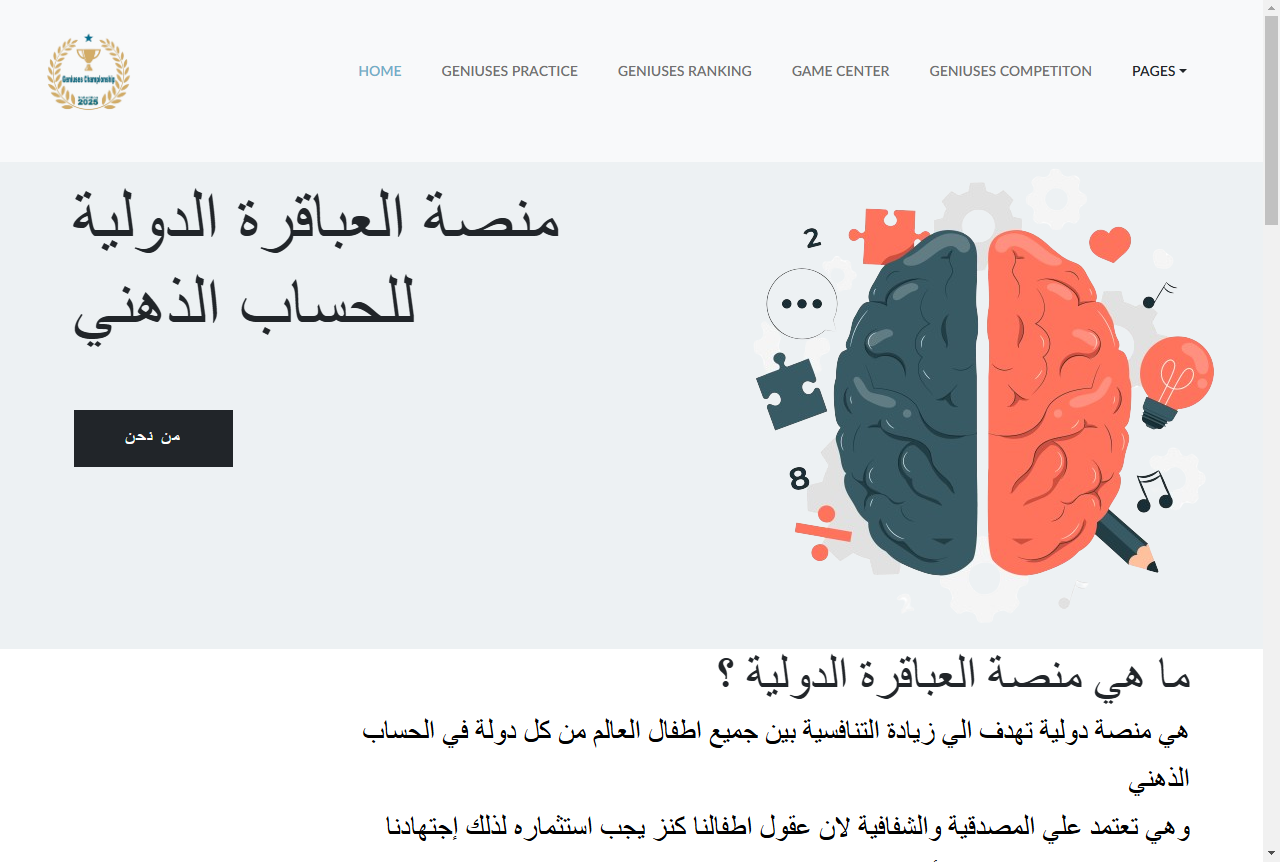 Geniuses Championship
2025
HOME GENIUSES PRACTICE GENIUSES RANKING GAME CENTER GENIUSES COMPETITON PAGES
منصة العباقرة الدولية
للحساب الذهني
من نحن
2
8
ما هي منصة العباقرة الدولية ؟
هي منصة دولية تهدف الي زيادة التنافسية بين جميع اطفال العالم من كل دولة في الحساب
الذهني
وهي تعتمد علي المصدقية والشفافية لان عقول اطفالنا كنز يجب استثماره لذلك إجتهادنا